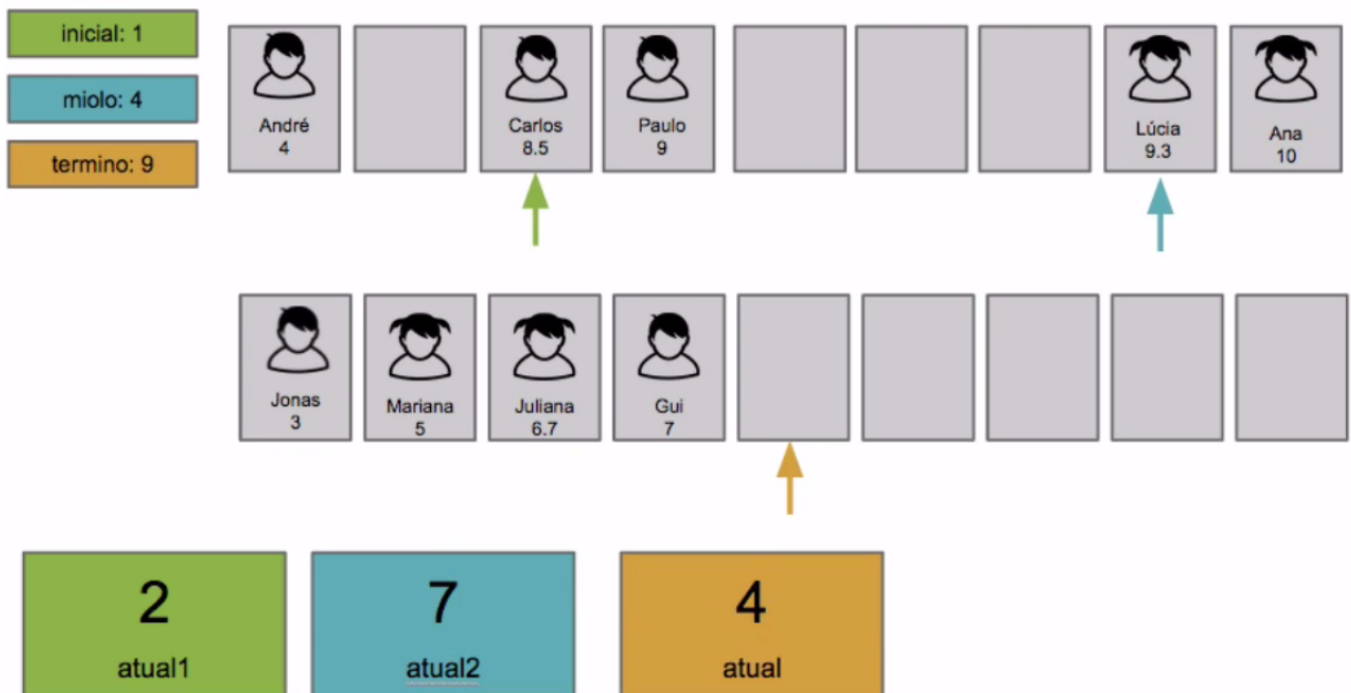 inicial: 1
miolo: 4
termino: 9
André
4
Carlos
8.5
Paulo
9
Lúcia
9.3
Ana
10
Jonas
3
Mariana
5
Juliana
6.7
Gui
7
2
atual1
7
atual2
4
atual